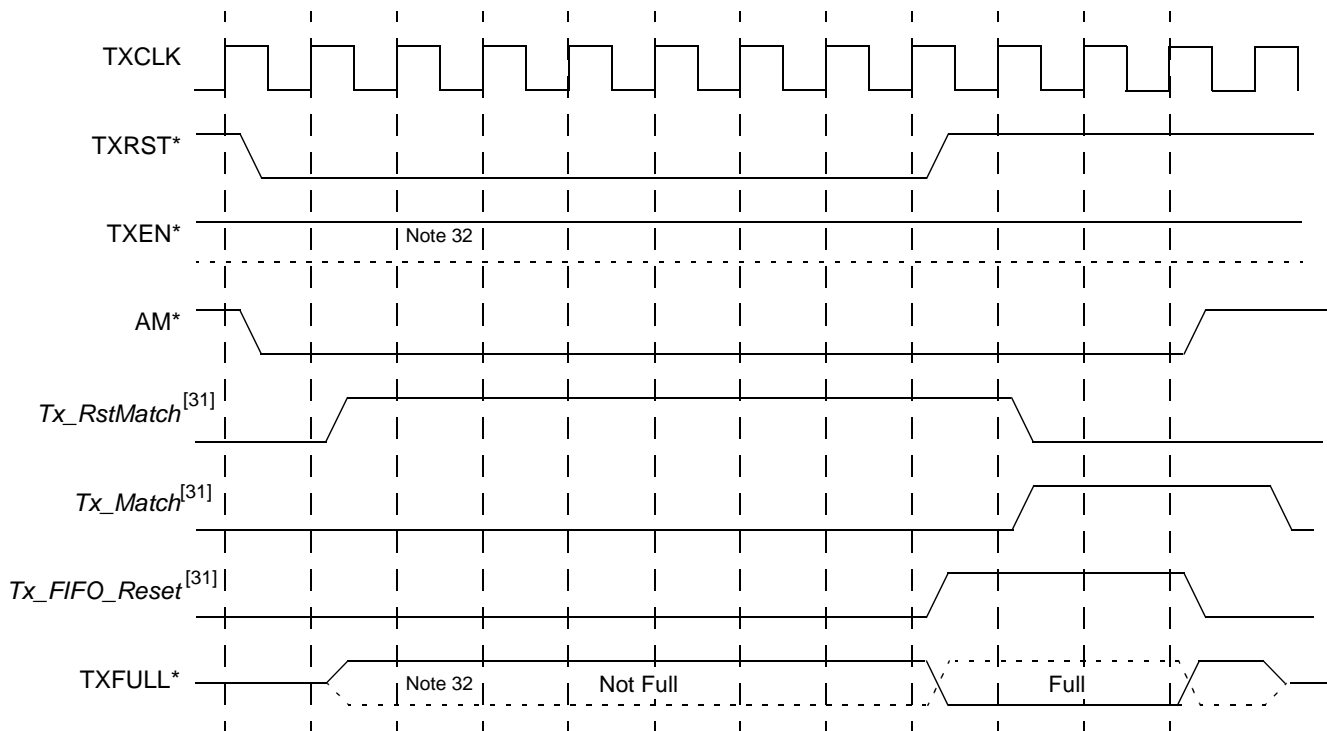 TXCLK
TXRST*
TXEN*
Note 32
AM*
Tx_RstMatch[31]
Tx_Match[31]
Tx_FIFO_Reset[31]
TXFULL*
Note 32
Not Full
Full